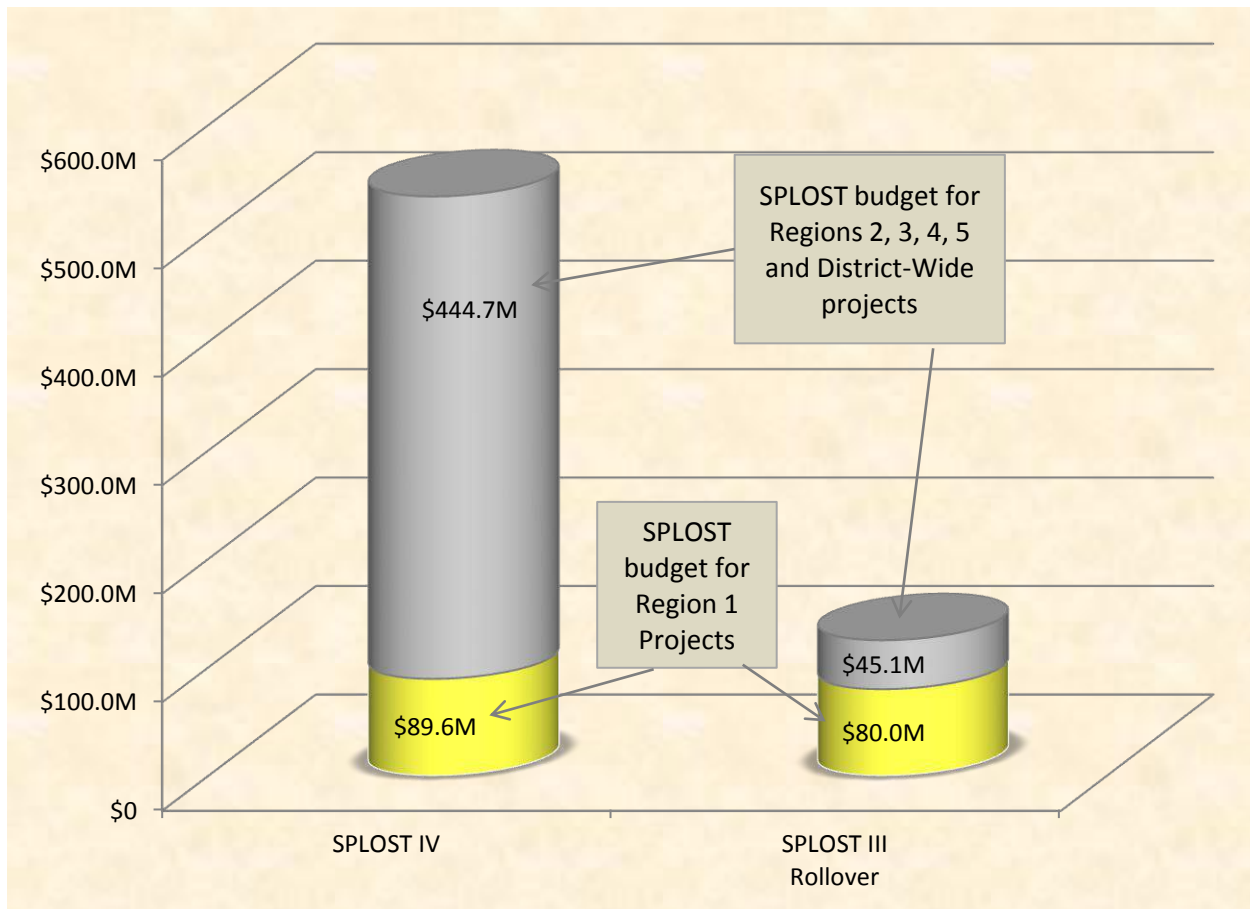 $600.0M
$500.0M
$400.0M
$300.0M
$200.0M
$100.0M
$0
$444.7M
$89.6M
SPLOST budget for
Regions 2, 3, 4, 5
and District-Wide
projects
SPLOST
budget for
Region 1
Projects
$45.1M
$80.0M
SPLOST IV
SPLOST III
Rollover